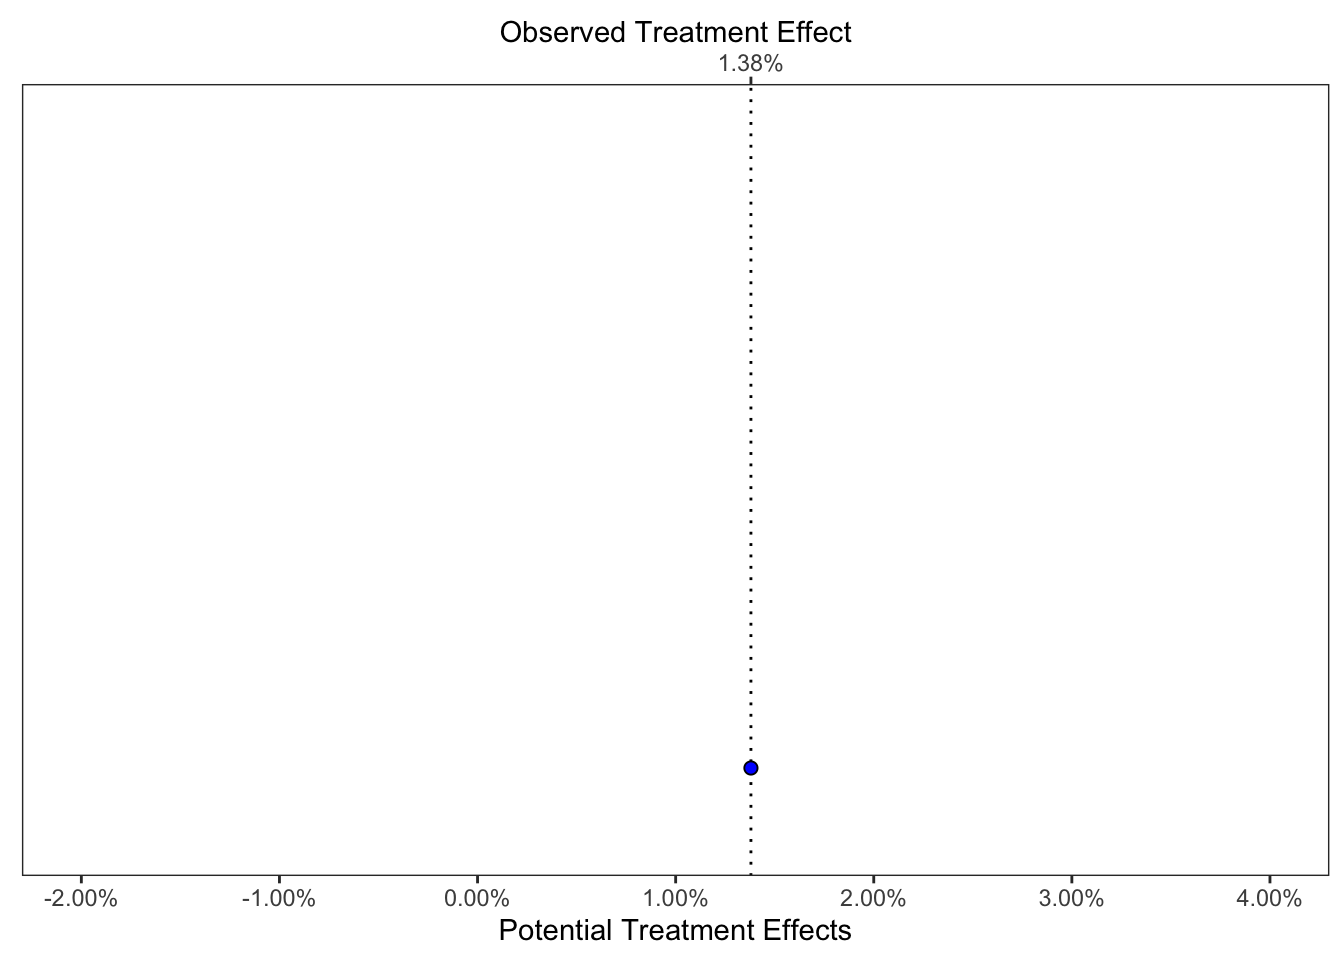 Observed Treatment Effect
1.38%
-2.00% -1.00% 0.00% 1.00% 2.00% 3.00% 4.00%
Potential Treatment Effects